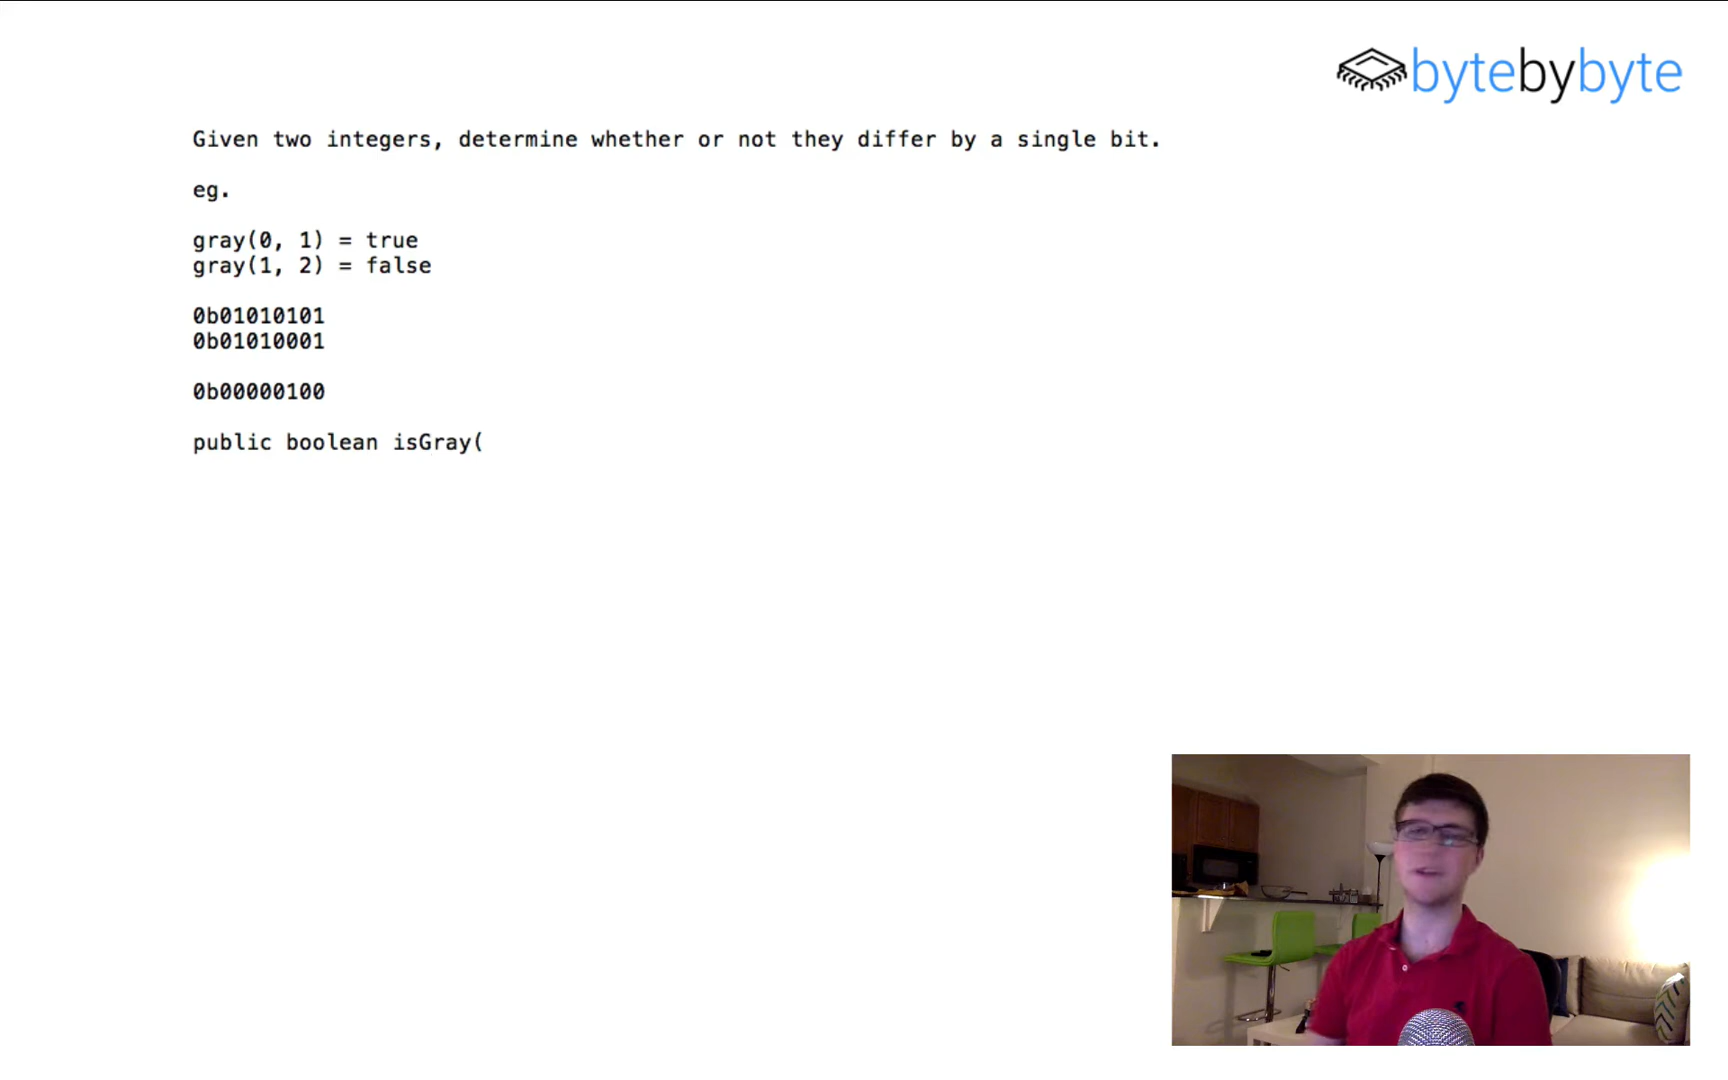 bytebybyte
Given two integers, determine whether or not they differ by a single bit.
eg.
gray(0, 1) = true
gray(1, 2) = false
0b01010101
0b01010001
0b00000100
public boolean isGray(